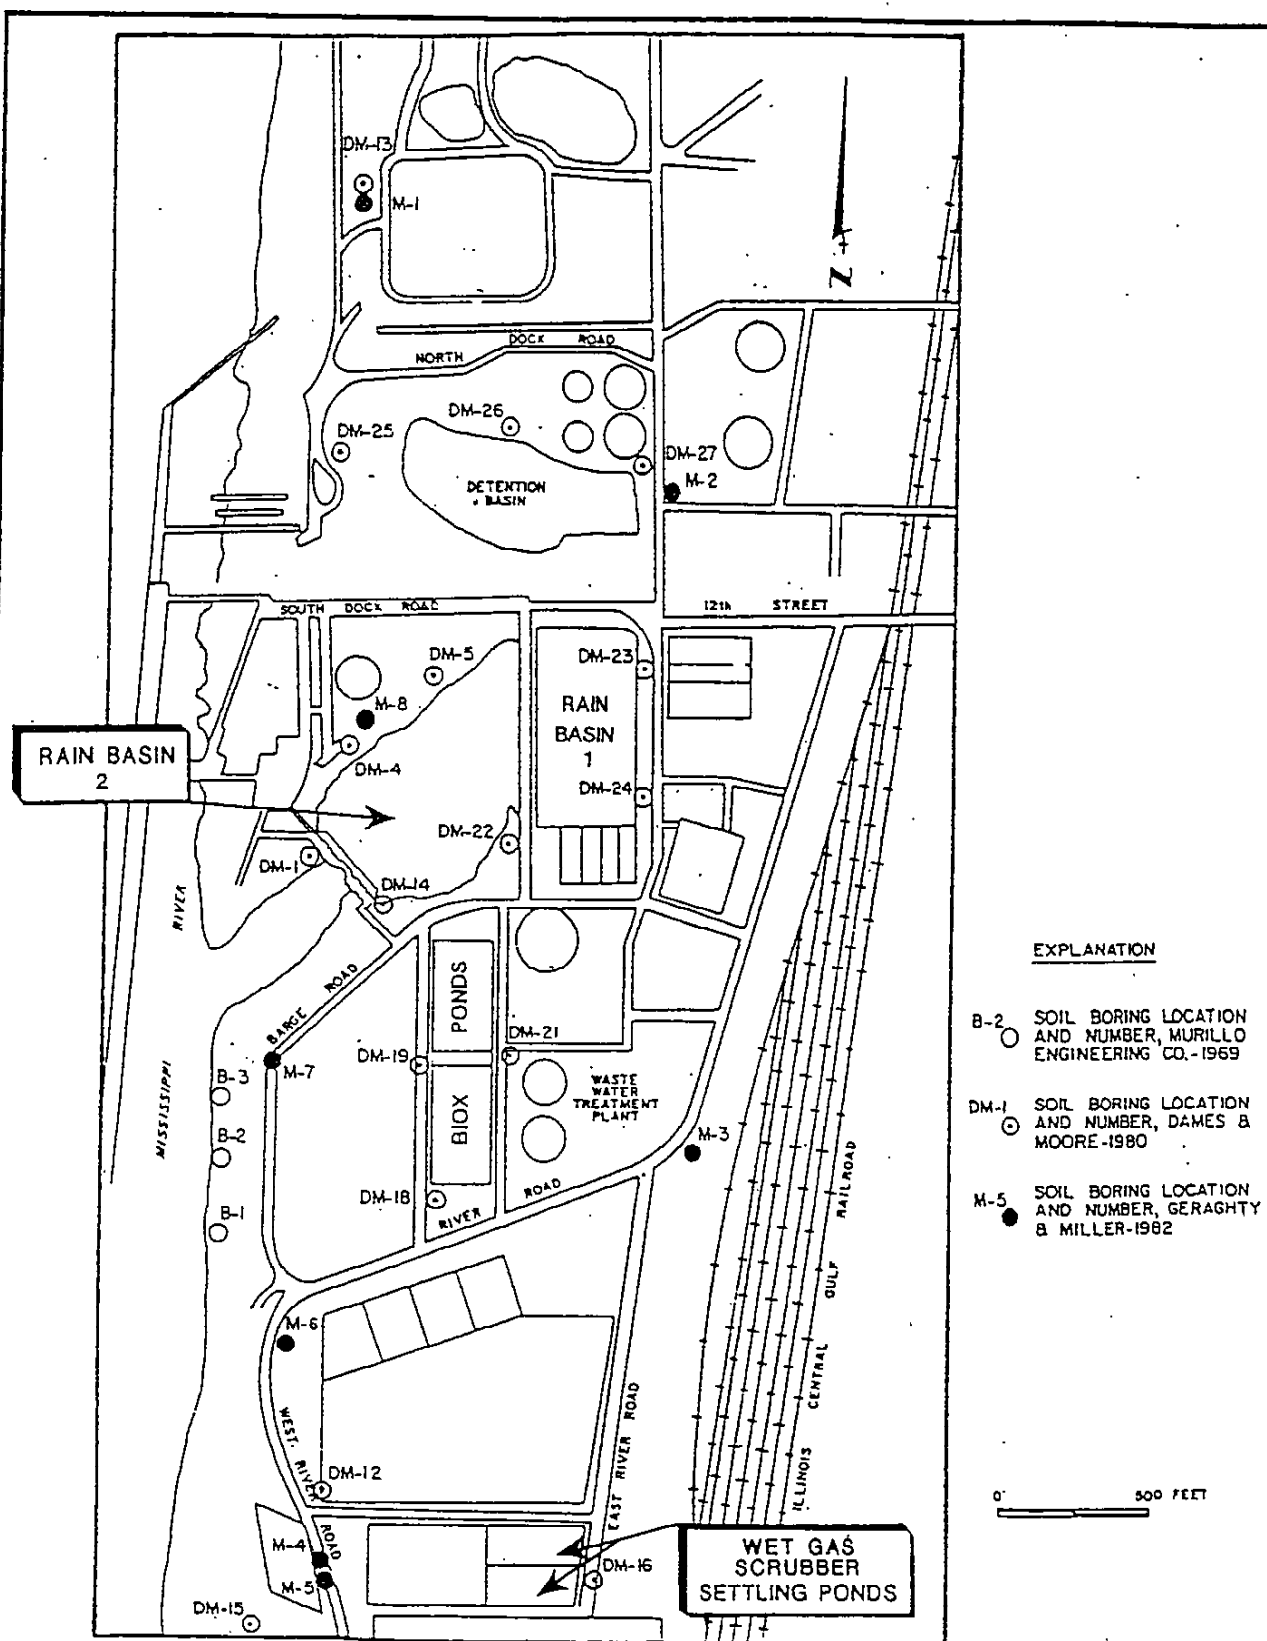 DM-13
M-1
N
DOCK ROAD
NORTH
DM-26
DM-25
DM-27
M-2
DETENTION
BASIN
SOUTH DOCK ROAD
12th STREET
DM-5
DM-23
M-8
RAIN
BASIN
1
RAIN BASIN
2
DM-4
DM-24
DM-22
DM-1
DM-14
RIVER
BARGE ROAD
PONDS
DM-21
DM-19
M-7
MISSISSIPPI
B-3
BIOX
WASTE
WATER
TREATMENT
PLANT
B-2
M-3
DM-18
B-1
RIVER ROAD
ILLINOIS CENTRAL GULF RAILROAD
M-6
WEST RIVER ROAD
EAST RIVER ROAD
DM-12
M-4
M-5
DM-16
DM-15
WET GAS
SCRUBBER
SETTLING PONDS
EXPLANATION
B-2 SOIL BORING LOCATION
AND NUMBER, MURILLO
ENGINEERING CO.-1969
DM-1 SOIL BORING LOCATION
AND NUMBER, DAMES &
MOORE-1980
M-5 SOIL BORING LOCATION
AND NUMBER, GERAGHTY
& MILLER-1982
0 500 FEET